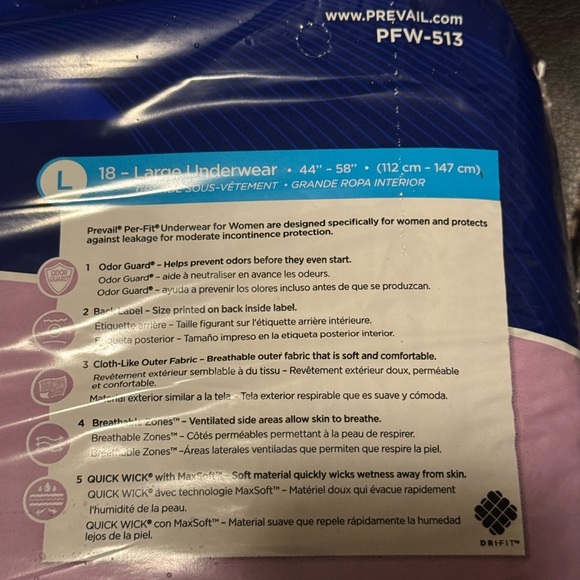 www.PREVAIL.com
PFW-513
L
18 – Large Underwear • 44" – 58" • (112 cm – 147 cm)
SOUS-VÊTEMENT • GRANDE ROPA INTERIOR
Prevail® Per-Fit® Underwear for Women are designed specifically for women and protects
against leakage for moderate incontinence protection.
ODOR GUARD
1 Odor Guard® – Helps prevent odors before they even start.
Odor Guard® – aide à neutraliser en avance les odeurs.
Odor Guard® – ayuda a prevenir los olores incluso antes de que se produzcan.
2 Back Label – Size printed on back inside label.
Étiquette arrière – Taille figurant sur l'étiquette arrière intérieure.
Etiqueta posterior – Tamaño impreso en la etiqueta posterior interior.
3 Cloth-Like Outer Fabric – Breathable outer fabric that is soft and comfortable.
Revêtement extérieur semblable à du tissu – Revêtement extérieur doux, perméable
et confortable.
Material exterior similar a la tela – Tela exterior respirable que es suave y cómoda.
4 Breathable Zones™ – Ventilated side areas allow skin to breathe.
Breathable Zones™ – Côtés perméables permettant à la peau de respirer.
Breathable Zones™ –Áreas laterales ventiladas que permiten que respire la piel.
5 QUICK WICK® with MaxSoft™ – Soft material quickly wicks wetness away from skin.
QUICK WICK® avec technologie MaxSoft™ – Matériel doux qui évacue rapidement
l'humidité de la peau.
QUICK WICK® con MaxSoft™ – Material suave que repele rápidamente la humedad
lejos de la piel.
DRI-FIT™